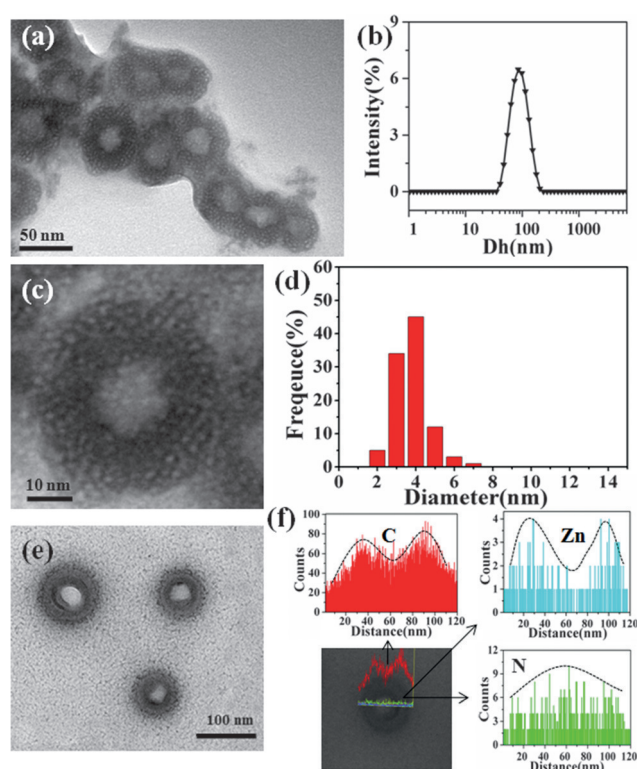 (a)
50 nm
(b)
Intensity(%)
9
6
3
0
1 10 100 1000
Dh(nm)
(c)
10 nm
(d)
Freqeuce(%)
60
50
40
30
20
10
0
0 2 4 6 8 10 12 14
Diameter(nm)
(e)
100 nm
(f)
C
Counts
100
80
60
40
20
0
20 40 60 80 100 120
Distance(nm)
Zn
Counts
4
3
2
1
0
0 20 40 60 80 100 120
Distance(nm)
N
Counts
12
9
6
3
0
0 20 40 60 80 100 120
Distance(nm)